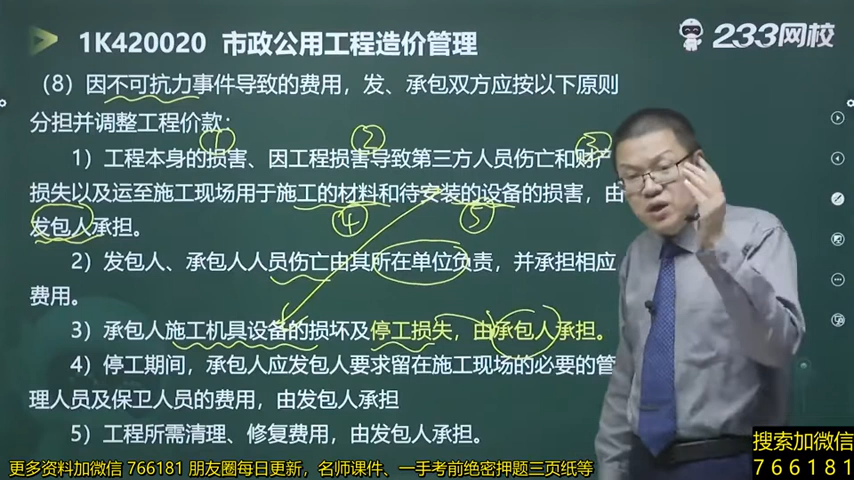 1K420020 市政公用工程造价管理
233网校
（8）因不可抗力事件导致的费用，发、承包双方应按以下原则
分担并调整工程价款：
① ② ③
1）工程本身的损害、因工程损害导致第三方人员伤亡和财产
损失以及运至施工现场用于施工的材料和待安装的设备的损害，由
发包人承担。
④ ⑤
2）发包人、承包人人员伤亡由其所在单位负责，并承担相应
费用。
3）承包人施工机具设备的损坏及停工损失，由承包人承担。
4）停工期间，承包人应发包人要求留在施工现场的必要的管
理人员及保卫人员的费用，由发包人承担
5）工程所需清理、修复费用，由发包人承担。
搜索加微信
766181
更多资料加微信 766181 朋友圈每日更新，名师课件、一手考前绝密押题三页纸等